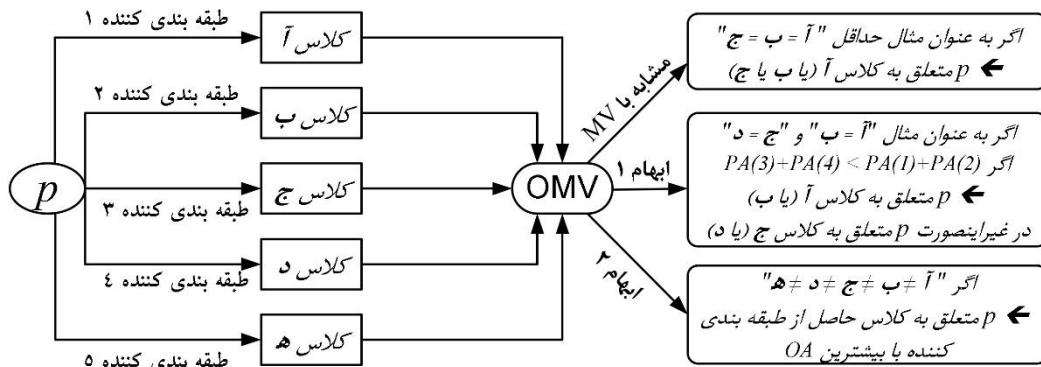 p
طبقه بندی کننده ۱
کلاس آ
طبقه بندی کننده ۲
کلاس ب
طبقه بندی کننده ۳
کلاس ج
طبقه بندی کننده ٤
کلاس د
طبقه بندی کننده ٥
کلاس ه
OMV
مشابه با MV
ابهام ۱
ابهام ۲
اگر به عنوان مثال حداقل " آ = ب = ج"
← p متعلق به کلاس آ (یا ب یا ج)
اگر به عنوان مثال "آ = ب" و "ج = د"
اگر PA(3)+PA(4) < PA(1)+PA(2)
← p متعلق به کلاس آ (یا ب)
در غیراینصورت p متعلق به کلاس ج (یا د)
اگر " آ ≠ ب ≠ ج ≠ د ≠ ه"
← p متعلق به کلاس حاصل از طبقه بندی
کننده با بیشترین OA